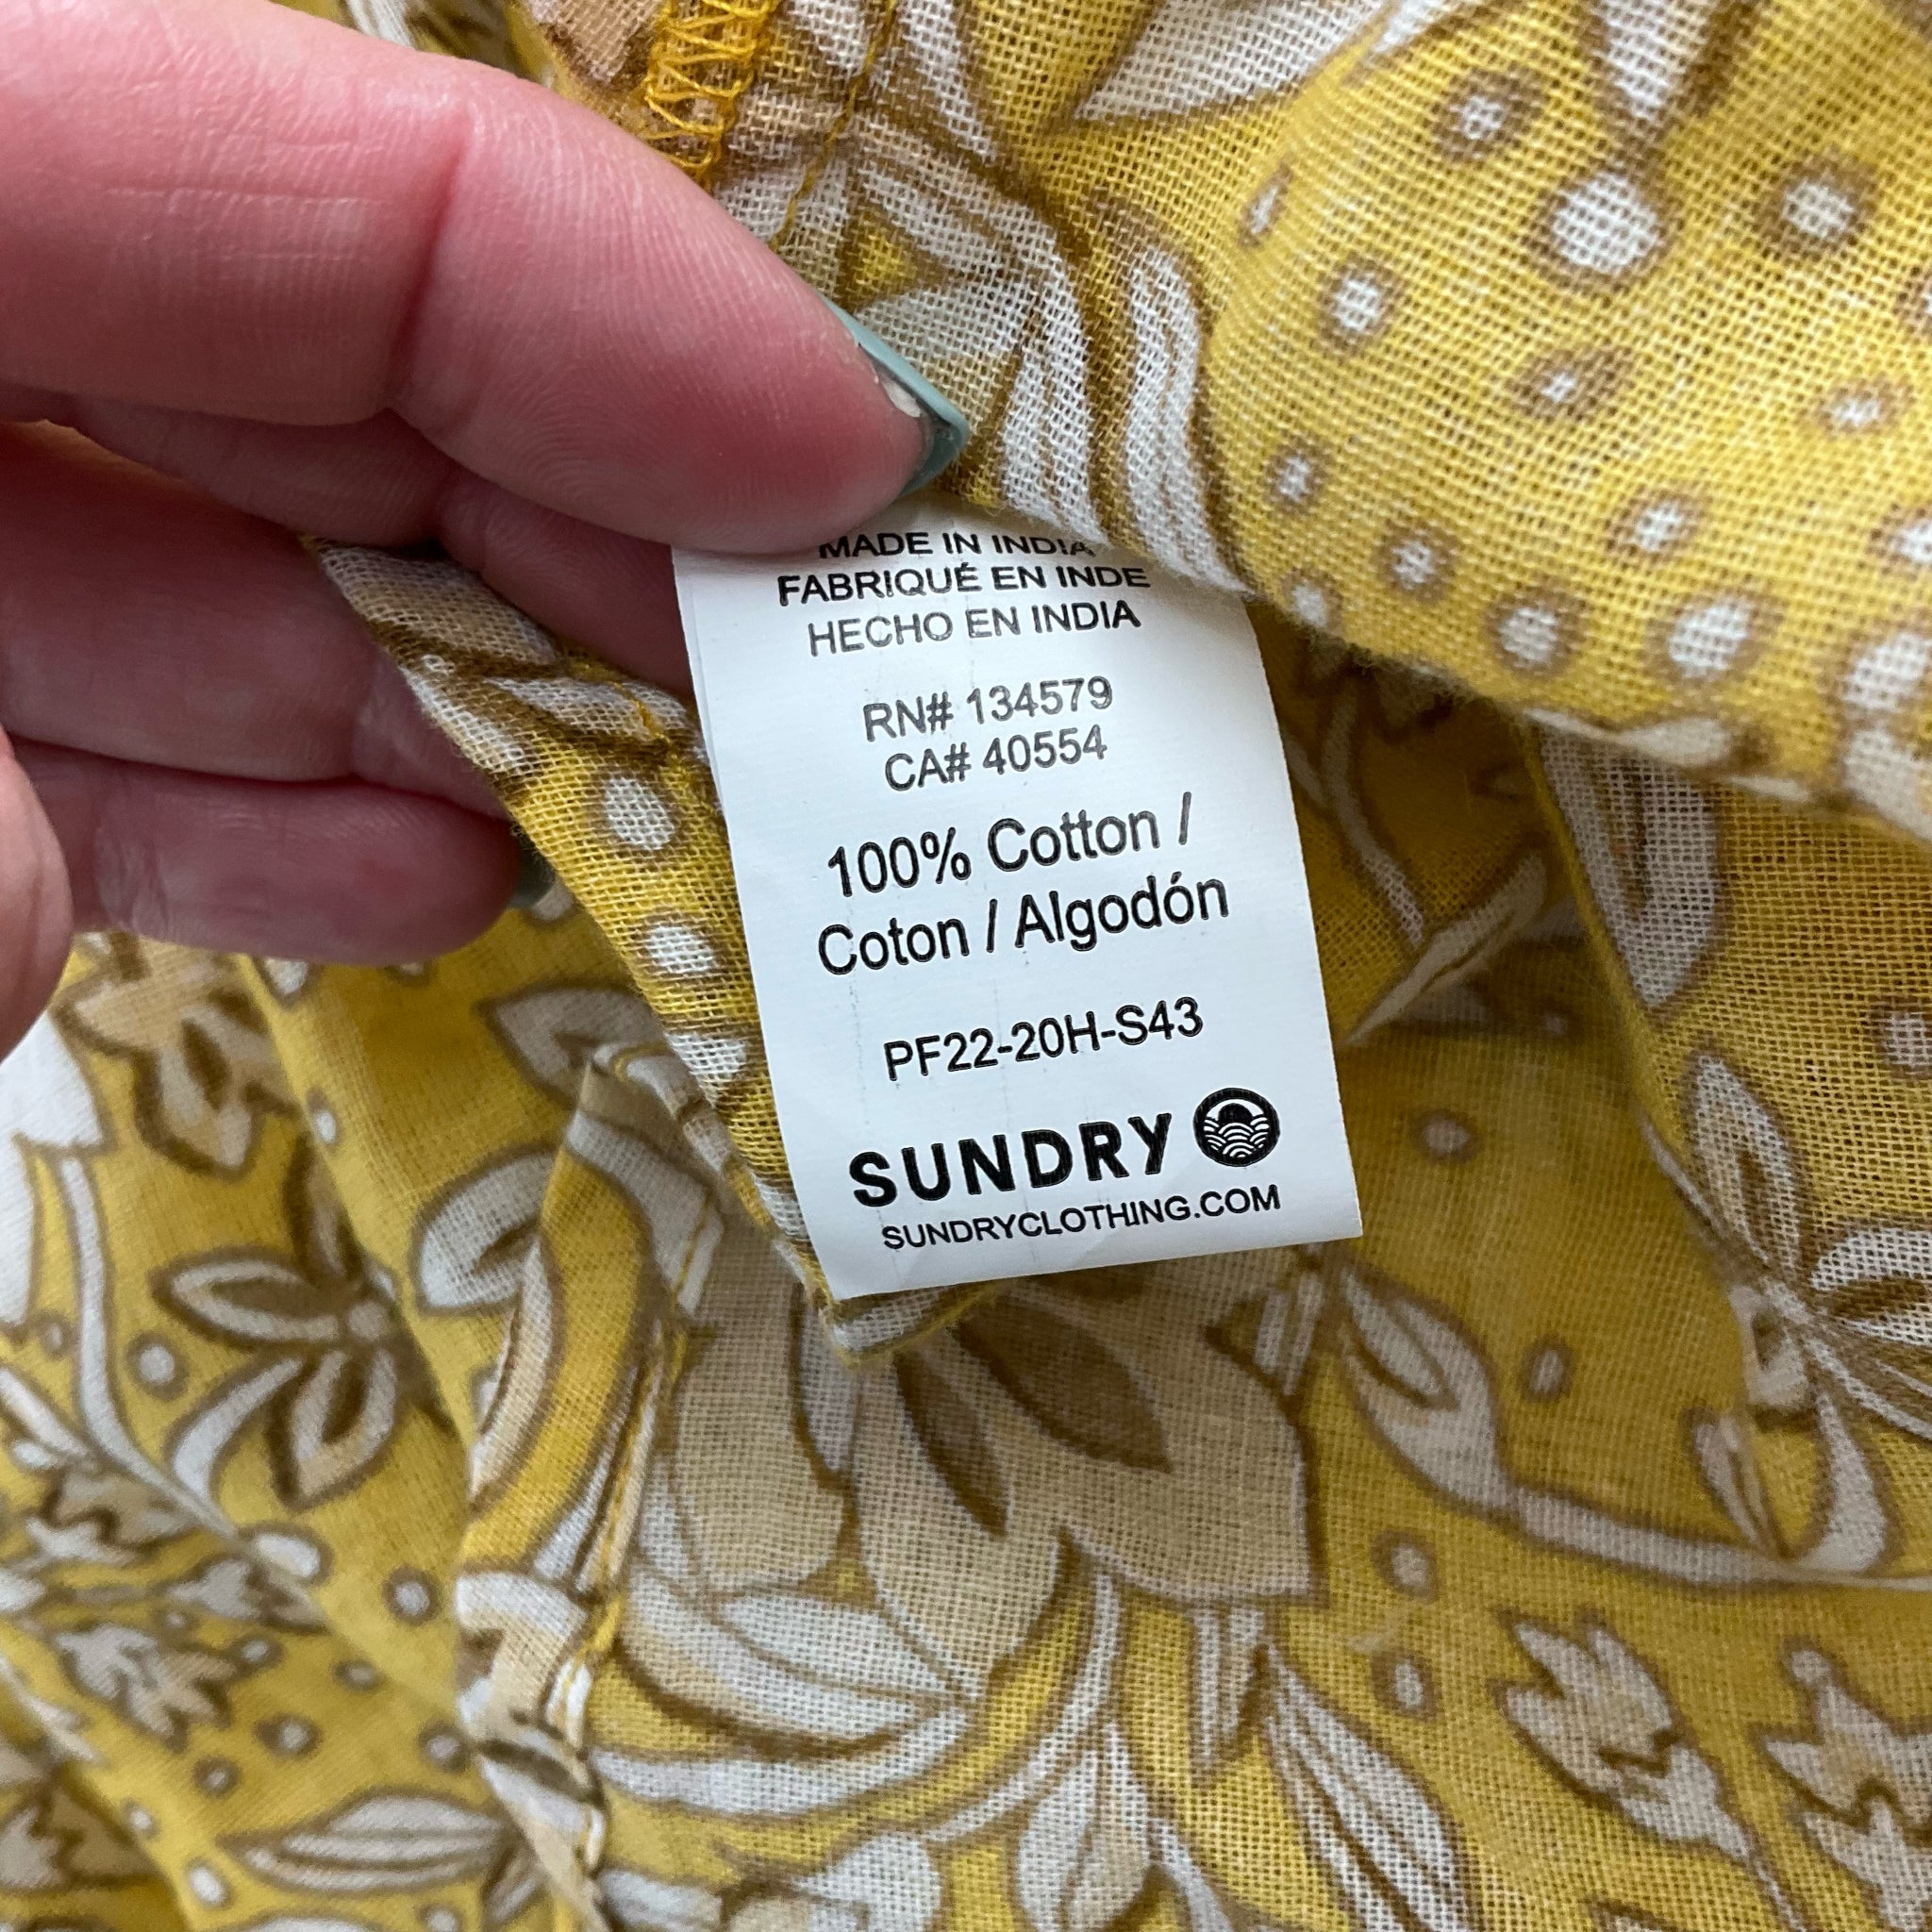 MADE IN INDIA
FABRIQUÉ EN INDE
HECHO EN INDIA
RN# 134579
CA# 40554
100% Cotton /
Coton / Algodón
PF22-20H-S43
SUNDRY
SUNDRYCLOTHING.COM